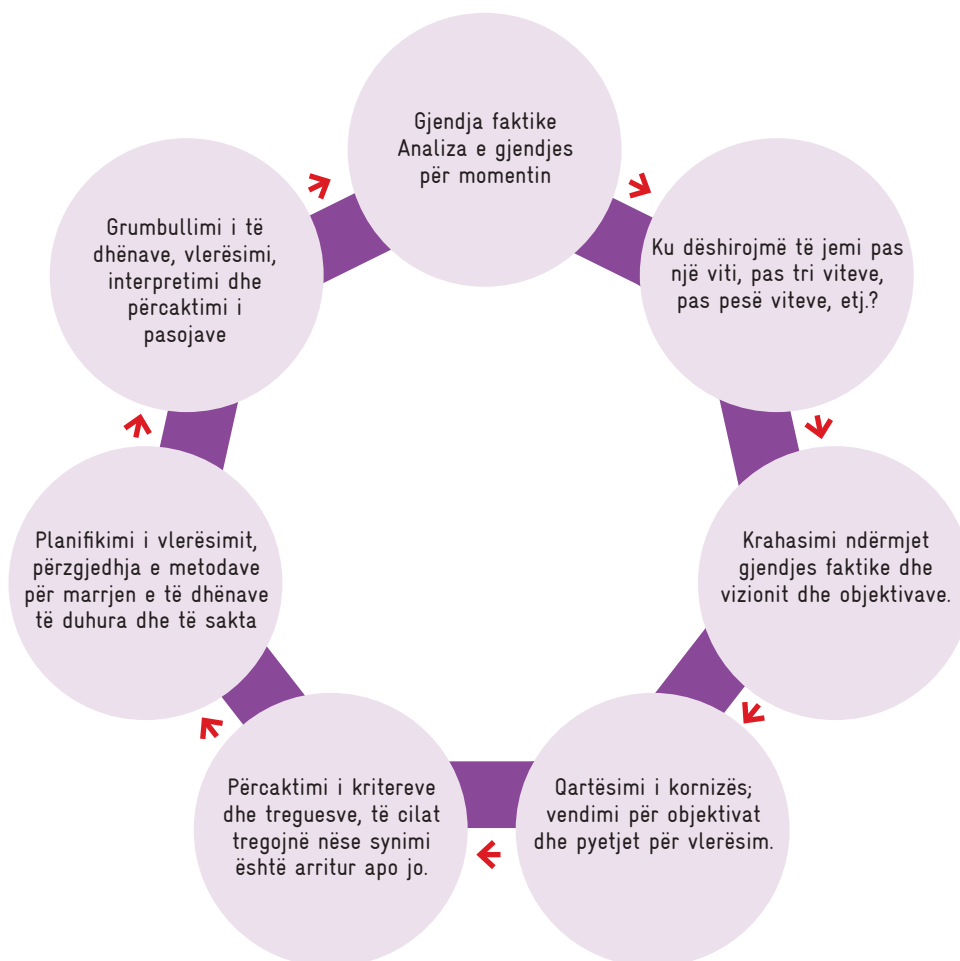 Gjendja faktike
Analiza e gjendjes
për momentin
Ku dëshirojmë të jemi pas
një viti, pas tri viteve,
pas pesë viteve, etj.?
Krahasimi ndërmjet
gjendjes faktike dhe
vizionit dhe objektivave.
Qartësimi i kornizës;
vendimi për objektivat
dhe pyetjet për vlerësim.
Përcaktimi i kritereve
dhe treguesve, të cilat
tregojnë nëse synimi
është arritur apo jo.
Planifikimi i vlerësimit,
përzgjedhja e metodave
për marrjen e të dhënave
të duhura dhe të sakta
Grumbullimi i të
dhënave, vlerësimi,
interpretimi dhe
përcaktimi i
pasojave